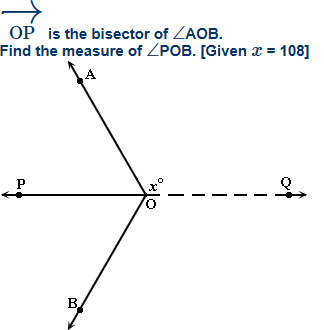 OP is the bisector of ∠AOB.
Find the measure of ∠POB. [Given x = 108]
A
P
x°
Q
O
B